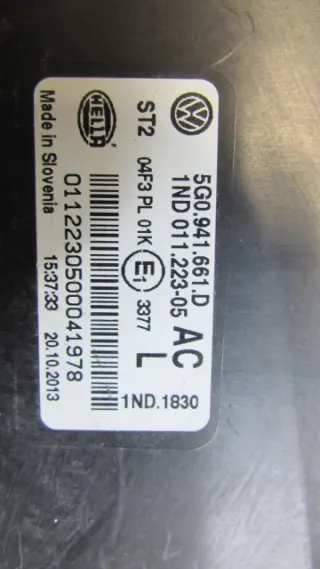 5G0.941.661.D
1ND 011.223-05
AC
ST2
04F3 PL 01K
E1
3377
L
HELLA
0112230500041978
1ND.1830
Made in Slovenia
15:37:33
20.10.2013